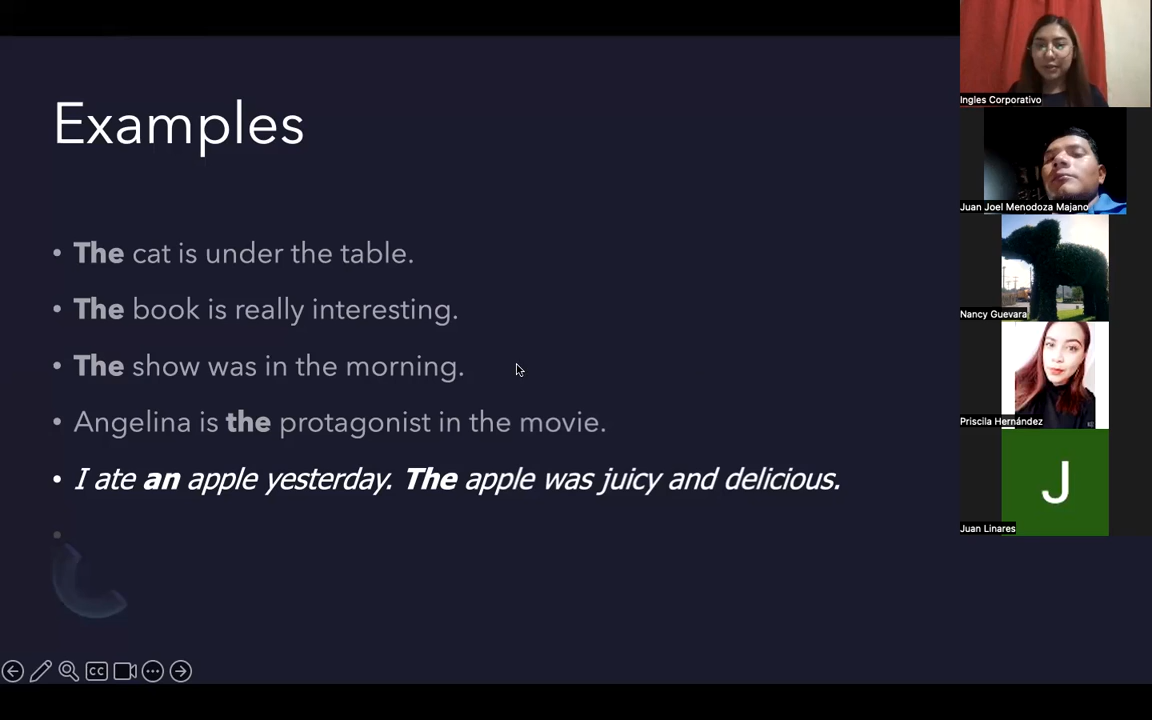 Examples
• The cat is under the table.
• The book is really interesting.
• The show was in the morning.
• Angelina is the protagonist in the movie.
• I ate an apple yesterday. The apple was juicy and delicious.
CC
Ingles Corporativo
Juan Joel Menodoza Majano
Nancy Guevara
Priscila Hernández
J
Juan Linares